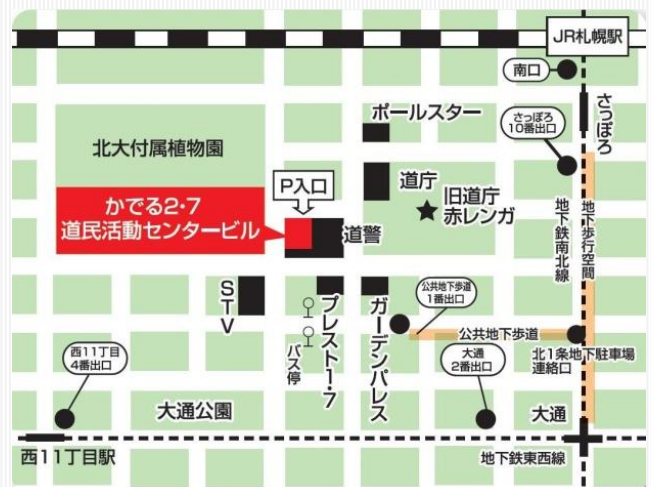 JR札幌駅
南口
さっぽろ
ポールスター
さっぽろ
10番出口
北大付属植物園
P入口
道庁
旧道庁
赤レンガ
かでる2・7
道民活動センタービル
道警
地下鉄南北線
地下歩行空間
STV
プレスト1・7
バス停
ガーデンパレス
公共地下歩道
1番出口
公共地下歩道
北1条地下駐車場
連絡口
西11丁目
4番出口
大通
2番出口
大通公園
大通
西11丁目駅
地下鉄東西線